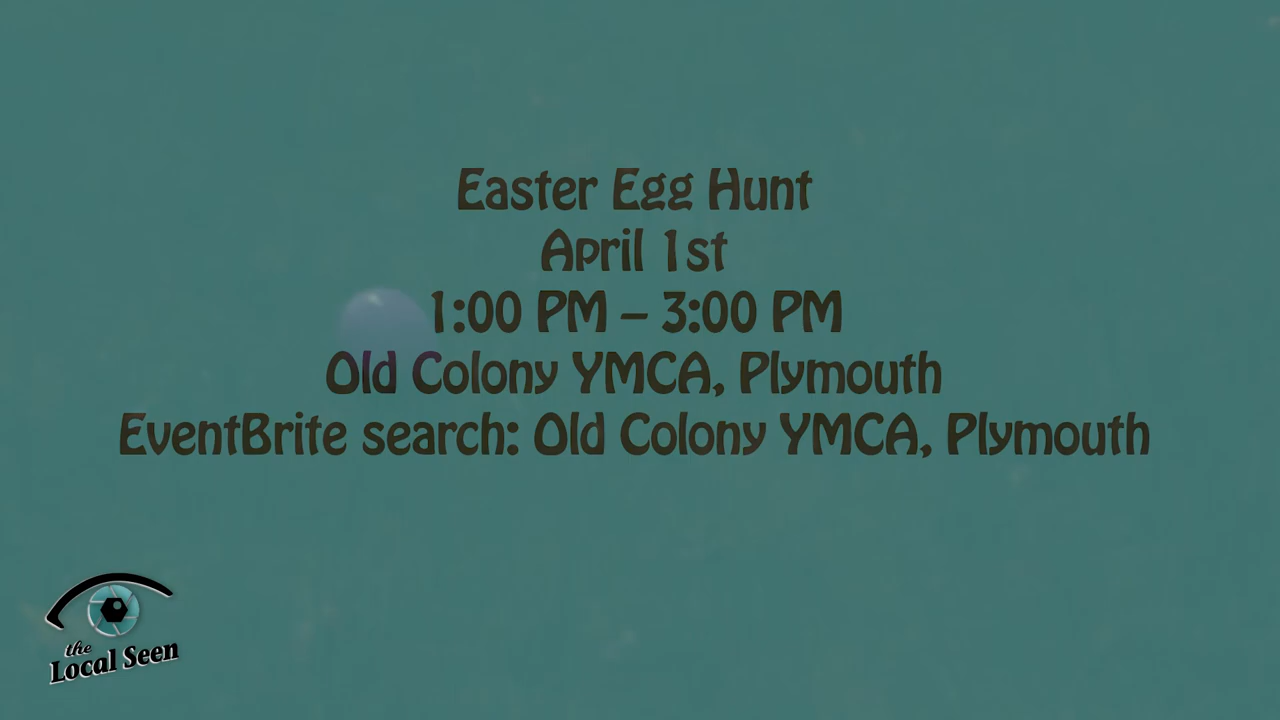 Easter Egg Hunt
April 1st
1:00 PM – 3:00 PM
Old Colony YMCA, Plymouth
EventBrite search: Old Colony YMCA, Plymouth
the
Local Seen